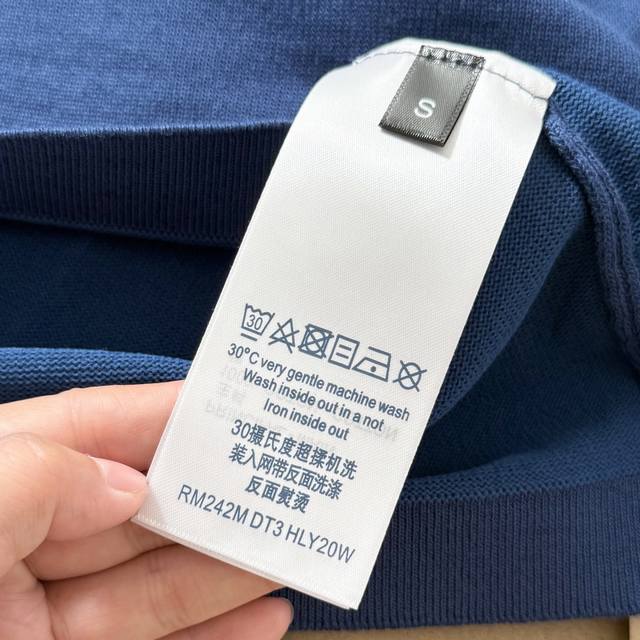 S
30
30°C very gentle machine wash
Wash inside out in a not
Iron inside out
30摄氏度超揉机洗
装入网带反面洗涤
反面熨烫
RM242M DT3 HLY20W